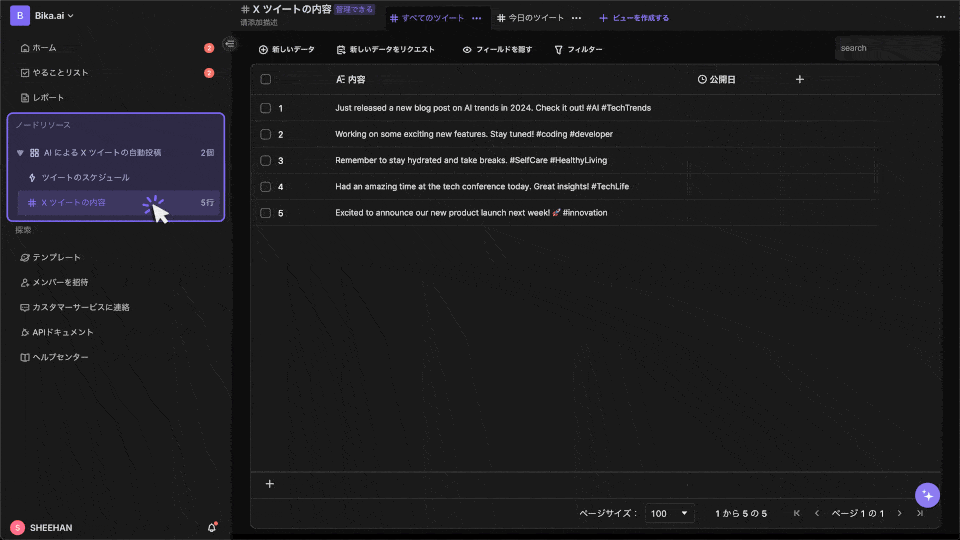 B Bika.ai
ホーム 2
やることリスト 2
レポート
ノードリソース
AI による X ツイートの自動投稿 2個
ツイートのスケジュール
X ツイートの内容 5行
探索
テンプレート
メンバーを招待
カスタマーサービスに連絡
APIドキュメント
ヘルプセンター
S SHEEHAN
X ツイートの内容 管理できる
请添加描述
すべてのツイート
今日のツイート
ビューを作成する
新しいデータ
新しいデータをリクエスト
フィールドを隠す
フィルター
search
内容 公開日
1 Just released a new blog post on AI trends in 2024. Check it out! #AI #TechTrends
2 Working on some exciting new features. Stay tuned! #coding #developer
3 Remember to stay hydrated and take breaks. #SelfCare #HealthyLiving
4 Had an amazing time at the tech conference today. Great insights! #TechLife
5 Excited to announce our new product launch next week! 🚀 #innovation
ページサイズ： 100 1 から 5 の 5 ページ 1 の 1